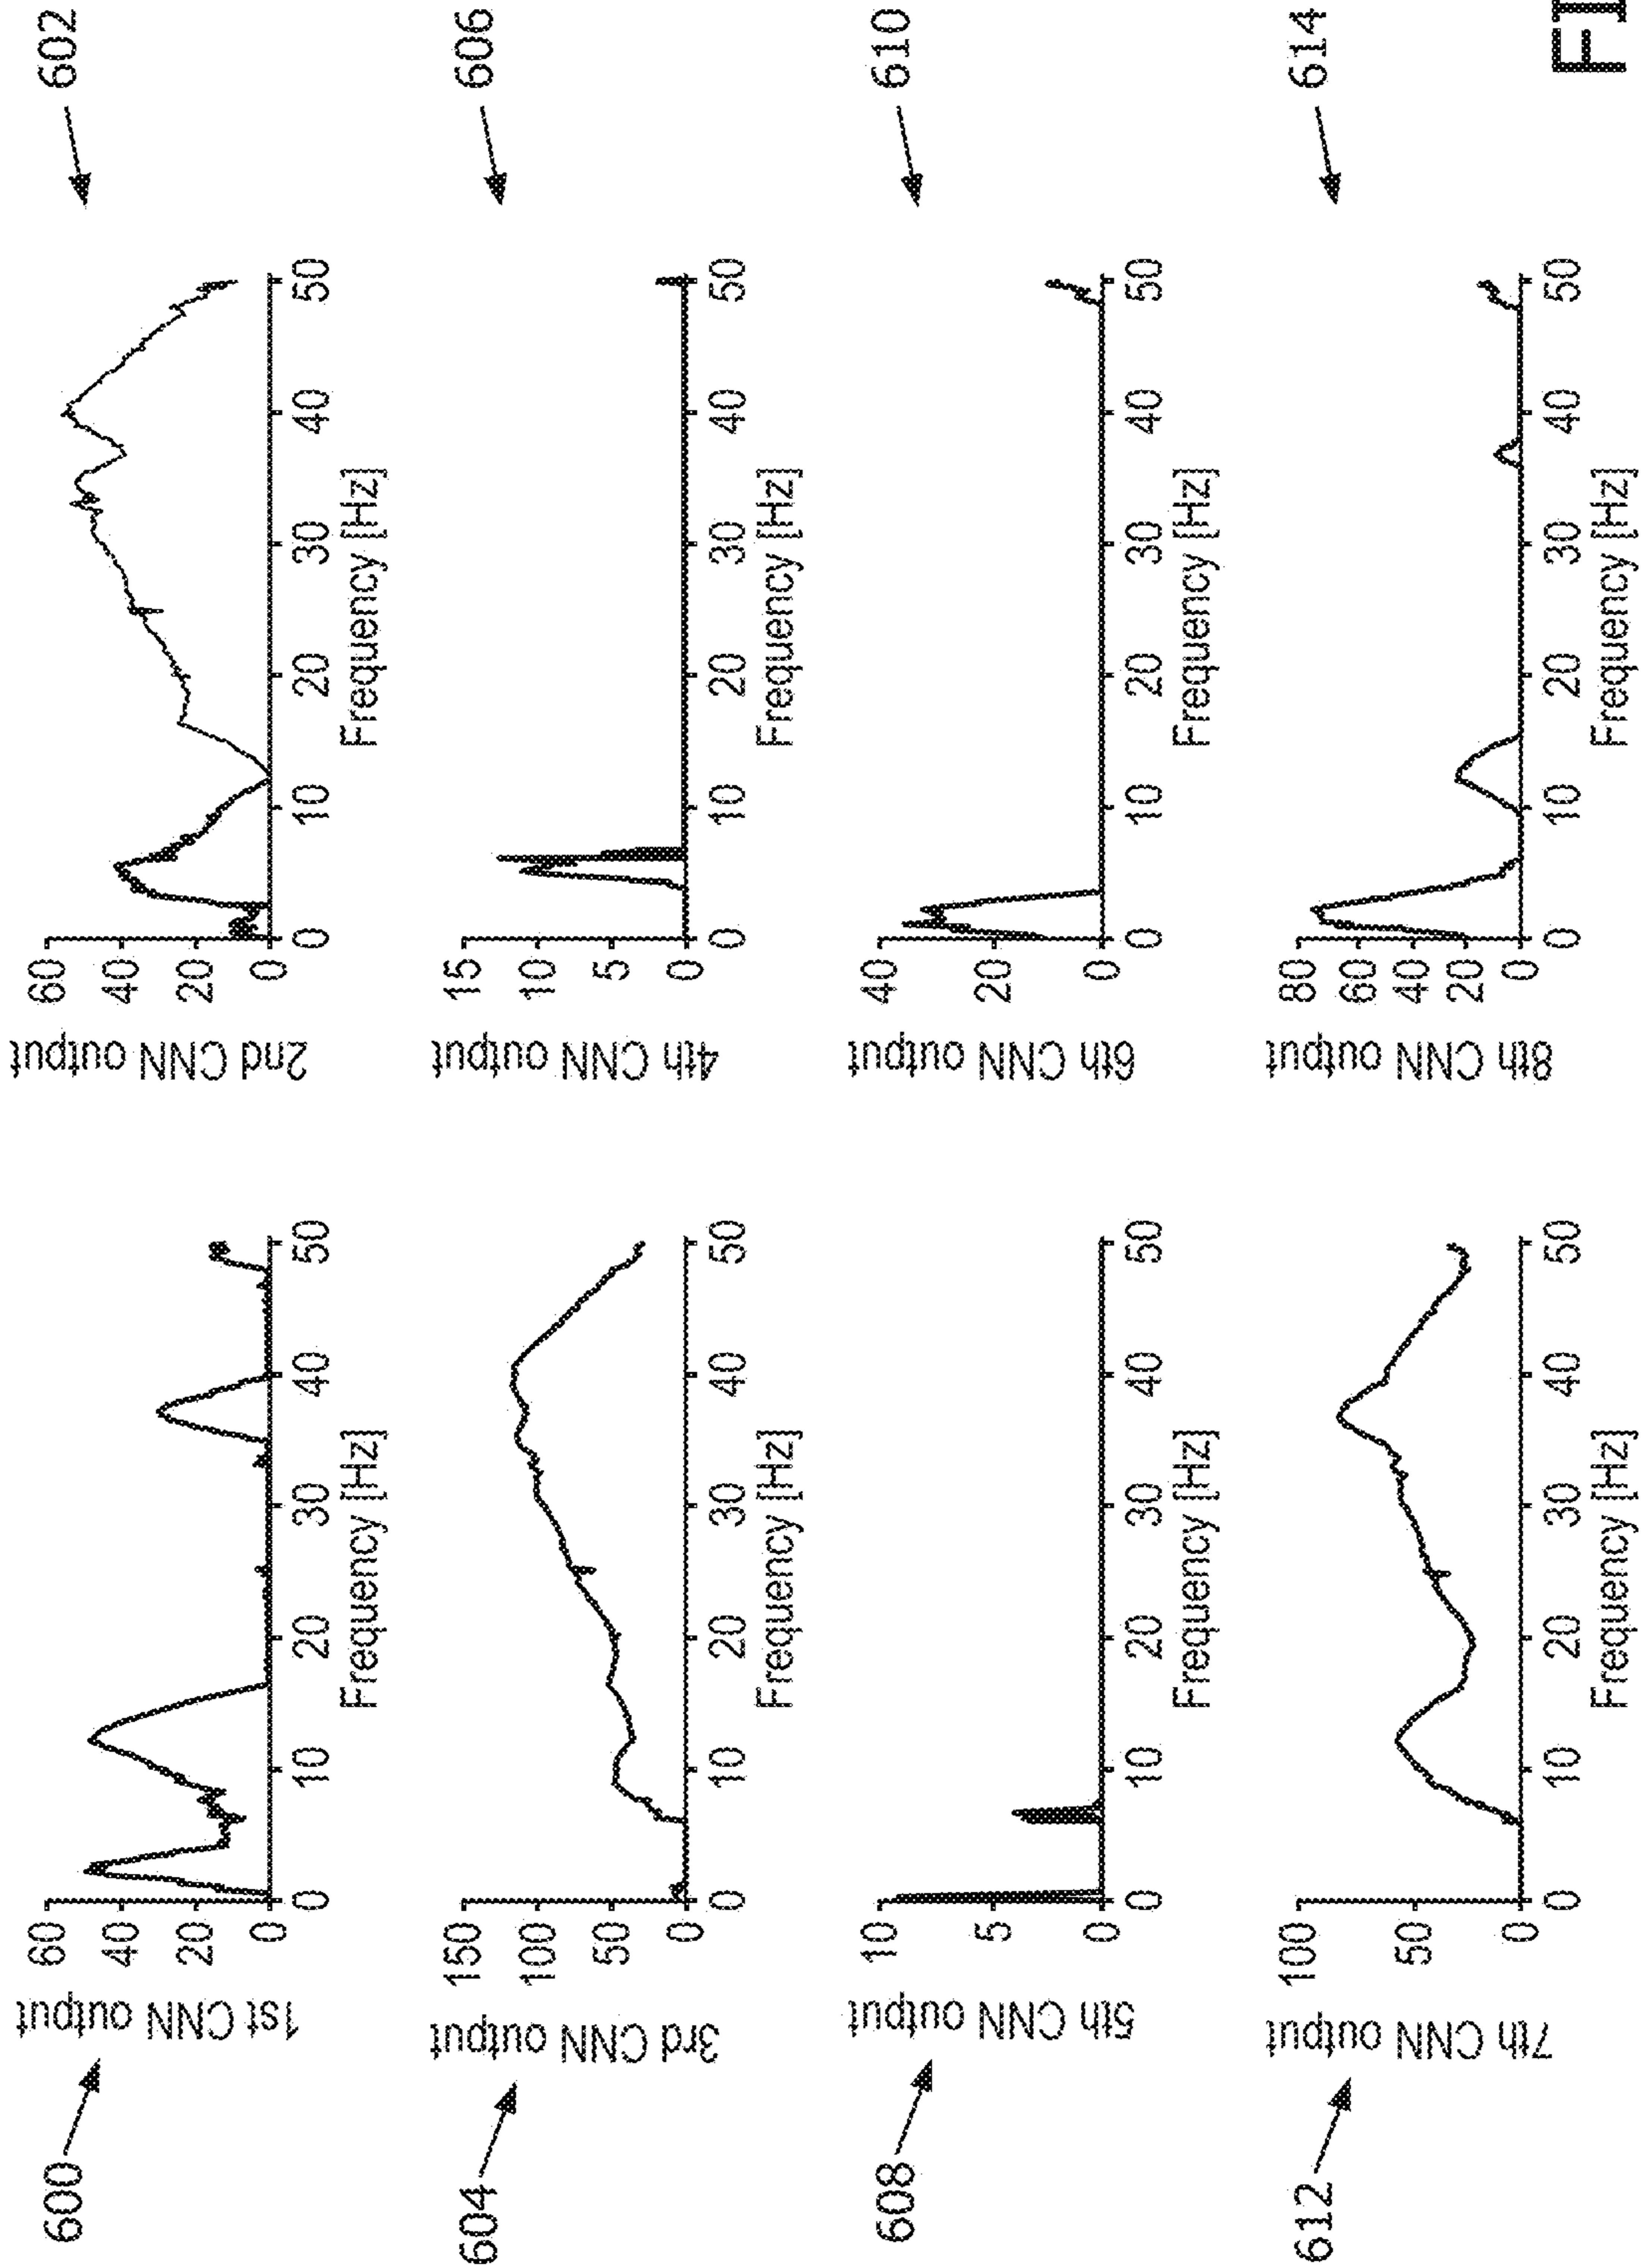 600
1st CNN output
60
40
20
0
0 10 20 30 40 50
Frequency [Hz]
2nd CNN output
60
40
20
0
0 10 20 30 40 50
Frequency [Hz]
602
604
3rd CNN output
150
100
50
0
0 10 20 30 40 50
Frequency [Hz]
4th CNN output
15
10
5
0
0 10 20 30 40 50
Frequency [Hz]
606
608
5th CNN output
10
5
0
0 10 20 30 40 50
Frequency [Hz]
6th CNN output
40
20
0
0 10 20 30 40 50
Frequency [Hz]
610
612
7th CNN output
100
50
0
0 10 20 30 40 50
Frequency [Hz]
8th CNN output
80
60
40
20
0
0 10 20 30 40 50
Frequency [Hz]
614